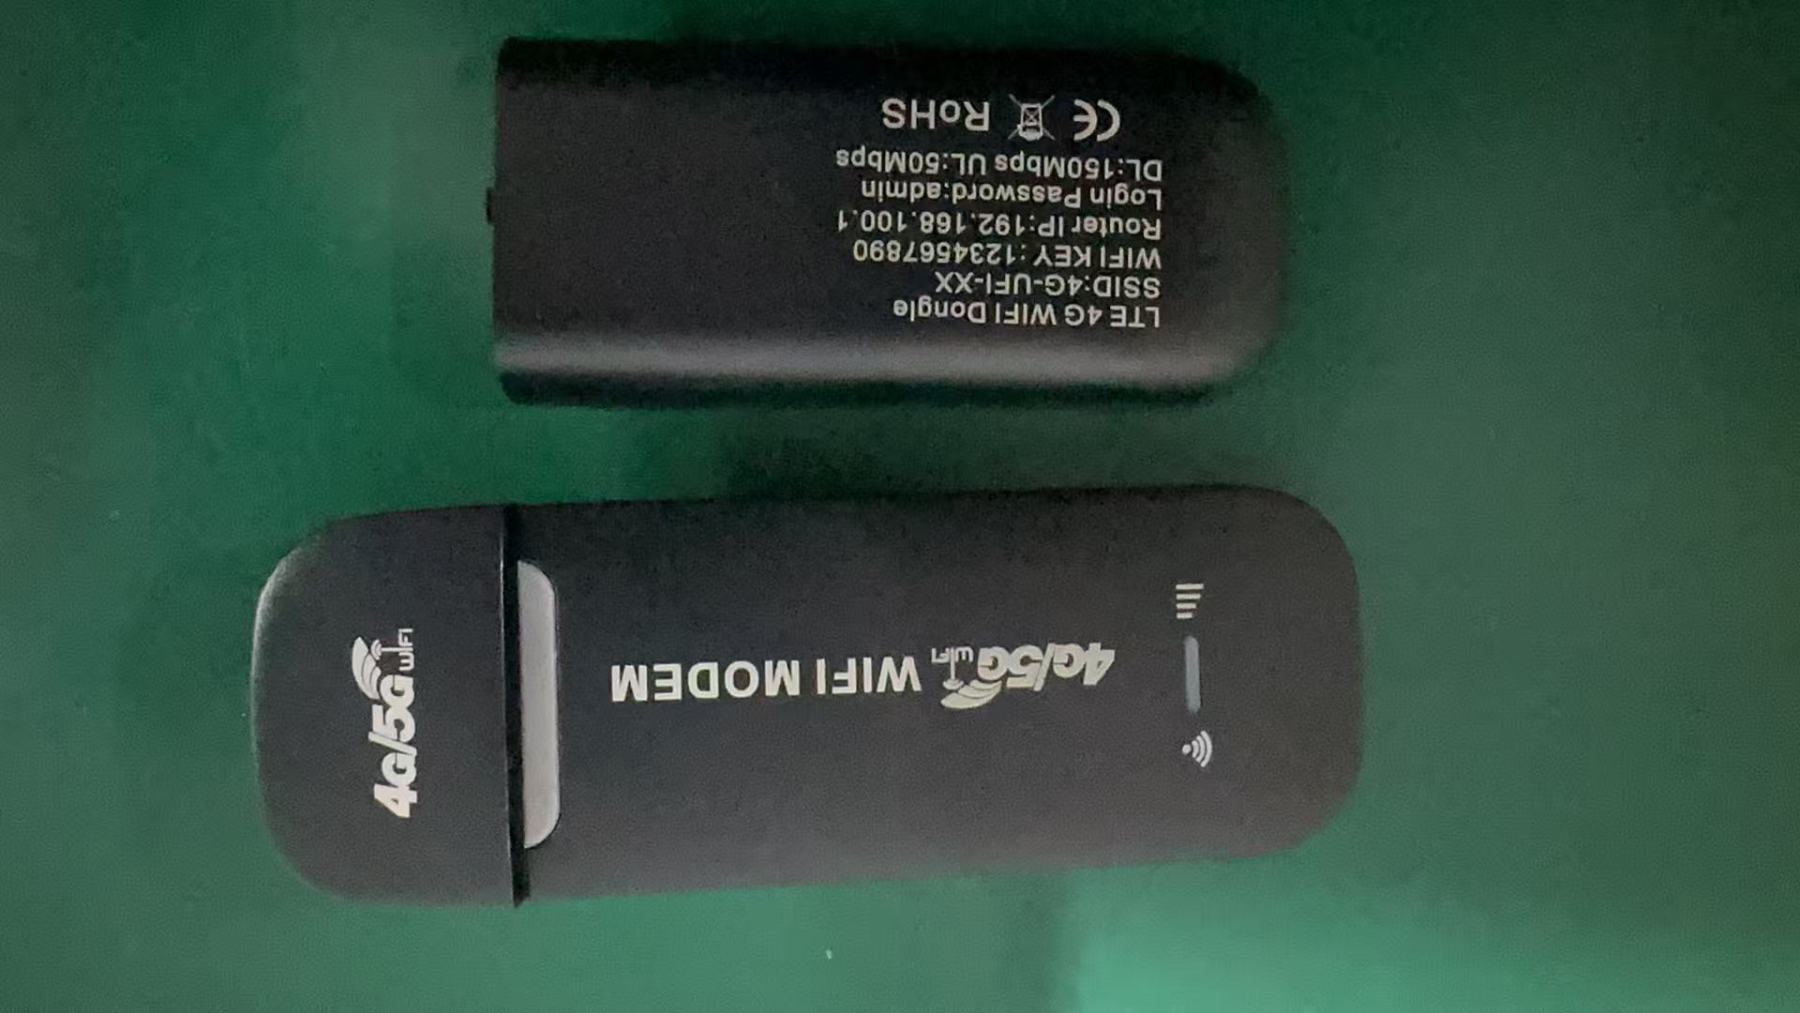 LTE 4G WIFI Dongle
SSID:4G-UFI-XX
WIFI KEY:1234567890
Router IP:192.168.100.1
Login Password:admin
DL:150Mbps UL:50Mbps
CE RoHS
4G/5G WIFI WIFI MODEM
4G/5G WIFI